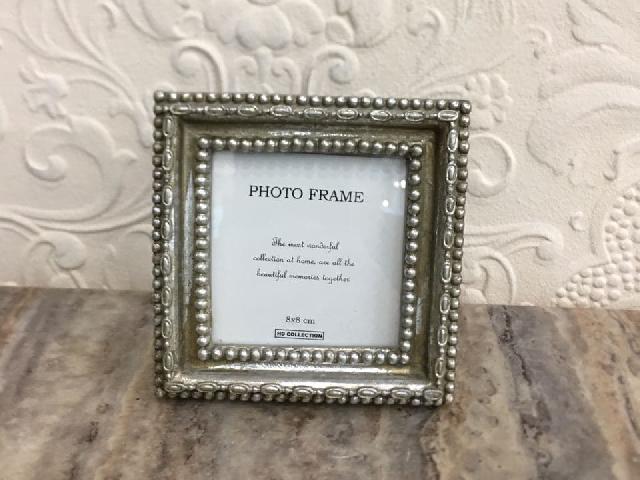 PHOTO FRAME
The most wonderful
collection at home, are all the
beautiful memories together
8x8 cm
HD COLLECTION